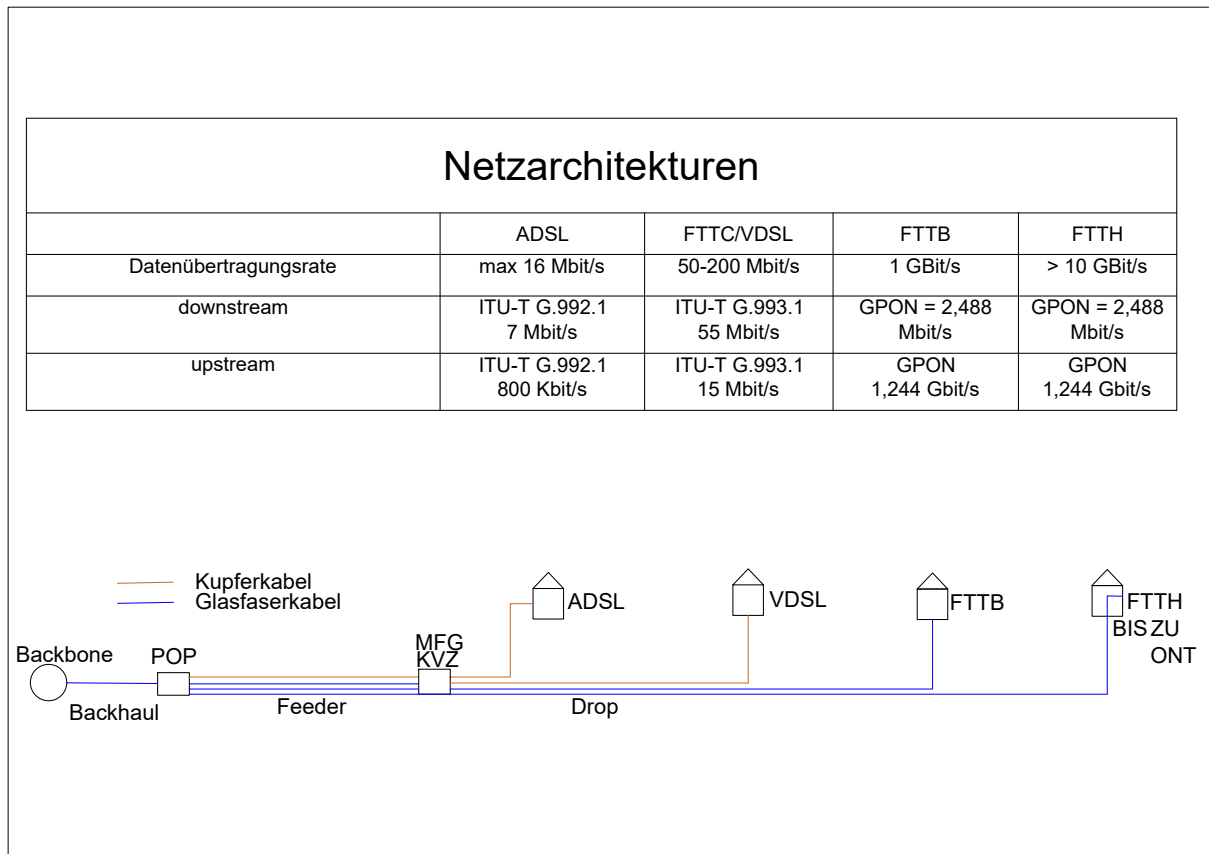 Netzarchitekturen
ADSL FTTC/VDSL FTTB FTTH
Datenübertragungsrate max 16 Mbit/s 50-200 Mbit/s 1 GBit/s > 10 GBit/s
downstream ITU-T G.992.1 ITU-T G.993.1 GPON = 2,488 GPON = 2,488
7 Mbit/s 55 Mbit/s Mbit/s Mbit/s
upstream ITU-T G.992.1 ITU-T G.993.1 GPON GPON
800 Kbit/s 15 Mbit/s 1,244 Gbit/s 1,244 Gbit/s
Kupferkabel
Glasfaserkabel
ADSL
VDSL
FTTB
FTTH
BIS ZU
ONT
Backbone
POP
MFG
KVZ
Backhaul
Feeder
Drop